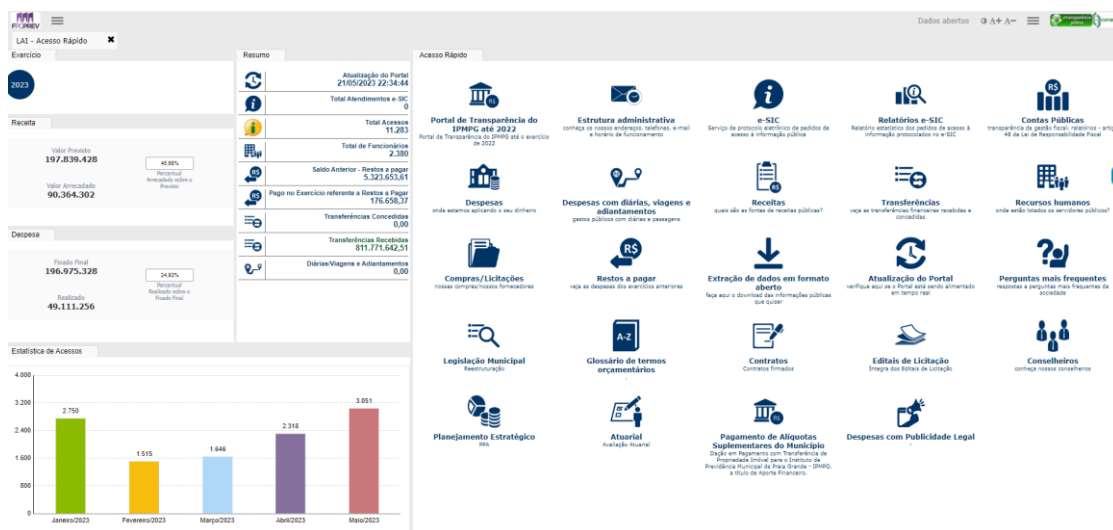 Dados abertos
A+
A-
LAI - Acesso Rápido
Exercício
2023
Receita
Valor Previsto
197.839.428
Valor Arrecadado
90.364.302
Percentual
Arrecadado sobre o
Previsto
Despesa
Fixado Final
196.975.328
Realizado
49.111.256
24,93%
Percentual
Realizado sobre o
Fixado Final
Resumo
Atualização do Portal
21/05/2023 22:34:44
Total Atendimentos e-SIC
0
Total Acessos
11.283
Total de Funcionários
2.380
Saldo Anterior - Restos a pagar
5.323.653,61
Pago no Exercício referente a Restos a Pagar
176.658,37
Transferências Concedidas
0,00
Transferências Recebidas
811.771.642,51
Diárias/Viagens e Adiantamentos
0,00
Estatística de Acessos
4.000
3.200
2.400
1.600
800
0
2.750
1.515
1.646
2.318
3.051
Janeiro/2023
Fevereiro/2023
Março/2023
Abril/2023
Maio/2023
Acesso Rápido
Portal de Transparência do
IPMPG até 2022
Portal de Transparência do IPMPG até o exercício
de 2022
Estrutura administrativa
conheça os nossos endereços, telefones, e-mail
e horário de funcionamento
e-SIC
Serviço de protocolo eletrônico de pedidos de
acesso à informação pública
Relatórios e-SIC
Relatório estatístico dos pedidos de acesso à
informação protocolados no e-SIC
Contas Públicas
transparência da gestão fiscal: relatórios - artigo
48 da Lei de Responsabilidade Fiscal
Despesas
onde estamos aplicando o seu dinheiro
Despesas com diárias, viagens e
adiantamentos
gastos públicos com diárias e passagens
Receitas
quais são as fontes de receitas públicas?
Transferências
veja as transferências financeiras recebidas e
concedidas
Recursos humanos
onde estão lotados os servidores públicos?
Compras/Licitações
nossas compras/nossos fornecedores
Restos a pagar
veja as despesas dos exercícios anteriores
Extração de dados em formato
aberto
faça aqui o download das informações públicas
que quiser
Atualização do Portal
verifique aqui se o Portal está sendo alimentado
em tempo real
Perguntas mais frequentes
respostas a perguntas mais frequentes da
sociedade
Legislação Municipal
Reestruturação
A-Z
Glossário de termos
orçamentários
Contratos
Contratos firmados
Editais de Licitação
Íntegra dos Editais de Licitação
Conselheiros
conheça nossos conselheiros
Planejamento Estratégico
PPA
Atuarial
Avaliação Atuarial
Pagamento de Alíquotas
Suplementares do Município
Dação em Pagamento com Transferência de
Propriedade Imóvel para o Instituto de
Previdência Municipal de Praia Grande - IPMPG,
a título de Aporte Financeiro.
Despesas com Publicidade Legal